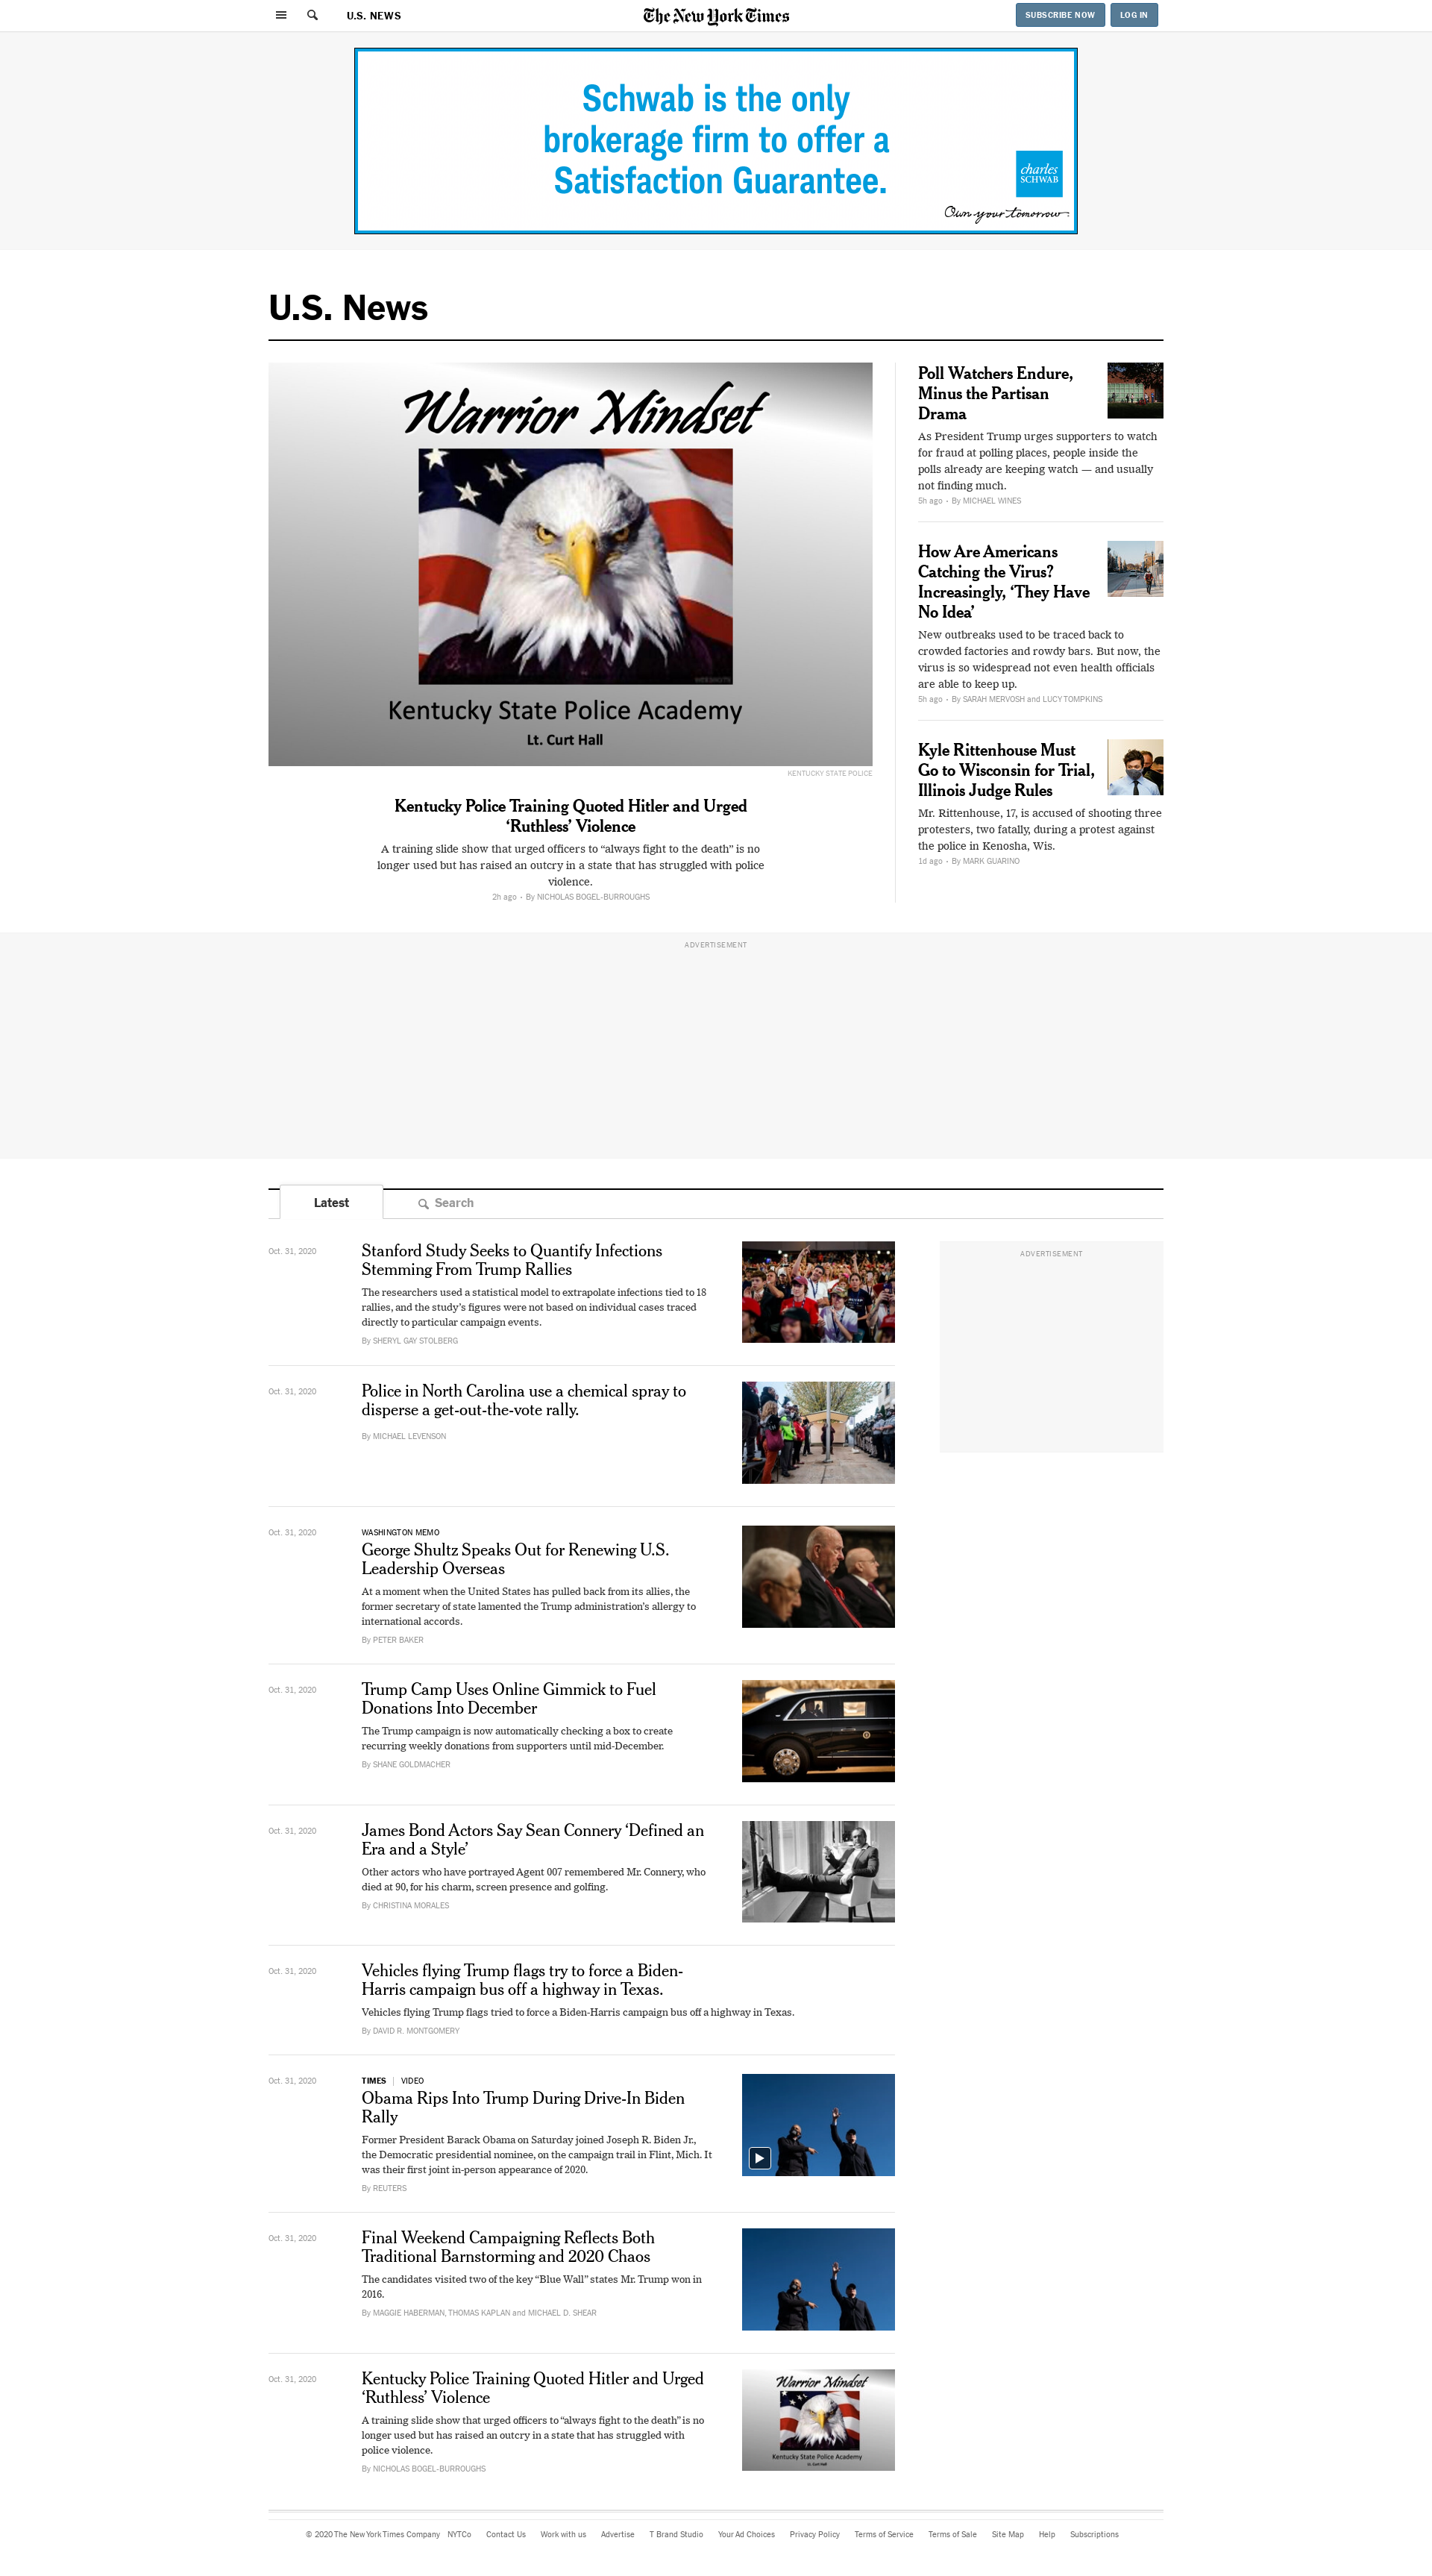 U.S. NEWS
The New York Times
SUBSCRIBE NOW
LOG IN
Schwab is the only
brokerage firm to offer a
Satisfaction Guarantee.
charles
SCHWAB
Own your tomorrow
U.S. News
Warrior Mindset
Kentucky State Police Academy
Lt. Curt Hall
KENTUCKY STATE POLICE
Kentucky Police Training Quoted Hitler and Urged
‘Ruthless’ Violence
A training slide show that urged officers to “always fight to the death” is no
longer used but has raised an outcry in a state that has struggled with police
violence.
2h ago • By NICHOLAS BOGEL-BURROUGHS
Poll Watchers Endure,
Minus the Partisan
Drama
As President Trump urges supporters to watch
for fraud at polling places, people inside the
polls already are keeping watch — and usually
not finding much.
5h ago • By MICHAEL WINES
How Are Americans
Catching the Virus?
Increasingly, ‘They Have
No Idea’
New outbreaks used to be traced back to
crowded factories and rowdy bars. But now, the
virus is so widespread not even health officials
are able to keep up.
5h ago • By SARAH MERVOSH and LUCY TOMPKINS
Kyle Rittenhouse Must
Go to Wisconsin for Trial,
Illinois Judge Rules
Mr. Rittenhouse, 17, is accused of shooting three
protesters, two fatally, during a protest against
the police in Kenosha, Wis.
1d ago • By MARK GUARINO
ADVERTISEMENT
Latest
Search
ADVERTISEMENT
Oct. 31, 2020
Stanford Study Seeks to Quantify Infections
Stemming From Trump Rallies
The researchers used a statistical model to extrapolate infections tied to 18
rallies, and the study’s figures were not based on individual cases traced
directly to particular campaign events.
By SHERYL GAY STOLBERG
Oct. 31, 2020
Police in North Carolina use a chemical spray to
disperse a get-out-the-vote rally.
By MICHAEL LEVENSON
Oct. 31, 2020
WASHINGTON MEMO
George Shultz Speaks Out for Renewing U.S.
Leadership Overseas
At a moment when the United States has pulled back from its allies, the
former secretary of state lamented the Trump administration’s allergy to
international accords.
By PETER BAKER
Oct. 31, 2020
Trump Camp Uses Online Gimmick to Fuel
Donations Into December
The Trump campaign is now automatically checking a box to create
recurring weekly donations from supporters until mid-December.
By SHANE GOLDMACHER
Oct. 31, 2020
James Bond Actors Say Sean Connery ‘Defined an
Era and a Style’
Other actors who have portrayed Agent 007 remembered Mr. Connery, who
died at 90, for his charm, screen presence and golfing.
By CHRISTINA MORALES
Oct. 31, 2020
Vehicles flying Trump flags try to force a Biden-
Harris campaign bus off a highway in Texas.
Vehicles flying Trump flags tried to force a Biden-Harris campaign bus off a highway in Texas.
By DAVID R. MONTGOMERY
Oct. 31, 2020
TIMES | VIDEO
Obama Rips Into Trump During Drive-In Biden
Rally
Former President Barack Obama on Saturday joined Joseph R. Biden Jr.,
the Democratic presidential nominee, on the campaign trail in Flint, Mich. It
was their first joint in-person appearance of 2020.
By REUTERS
Oct. 31, 2020
Final Weekend Campaigning Reflects Both
Traditional Barnstorming and 2020 Chaos
The candidates visited two of the key “Blue Wall” states Mr. Trump won in
2016.
By MAGGIE HABERMAN, THOMAS KAPLAN and MICHAEL D. SHEAR
Oct. 31, 2020
Kentucky Police Training Quoted Hitler and Urged
‘Ruthless’ Violence
A training slide show that urged officers to “always fight to the death” is no
longer used but has raised an outcry in a state that has struggled with
police violence.
By NICHOLAS BOGEL-BURROUGHS
Warrior Mindset
Kentucky State Police Academy
Lt. Curt Hall
© 2020 The New York Times Company NYTCo Contact Us Work with us Advertise T Brand Studio Your Ad Choices Privacy Policy Terms of Service Terms of Sale Site Map Help Subscriptions